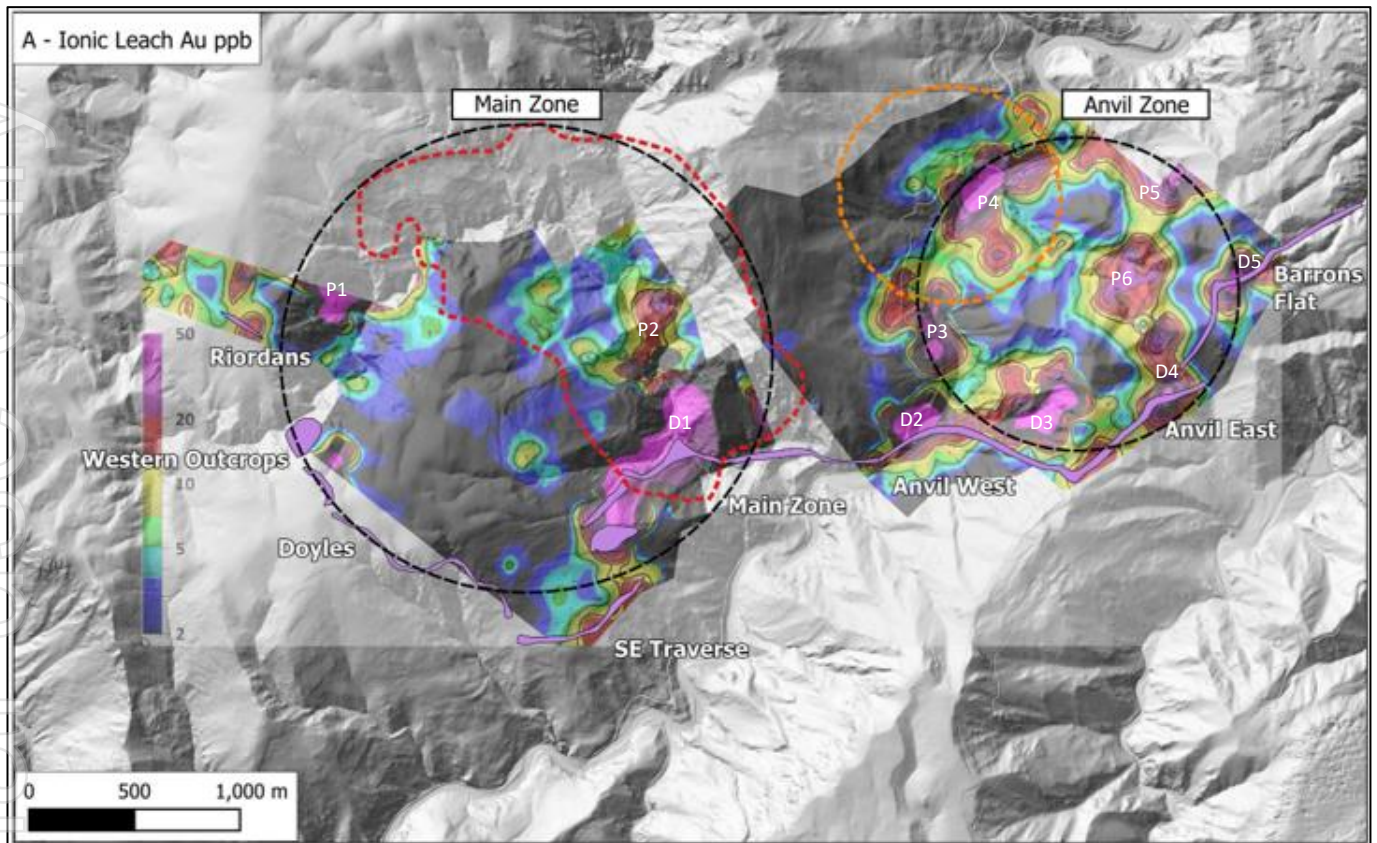 A - Ionic Leach Au ppb
Main Zone
Anvil Zone
P4
P5
D5
Barrons
Flat
P1
P6
P2
P3
50
Riordans
D4
20
D1
D2
D3
Anvil East
Western Outcrops
10
Anvil West
Main Zone
5
Doyles
2
SE Traverse
0 500 1,000 m